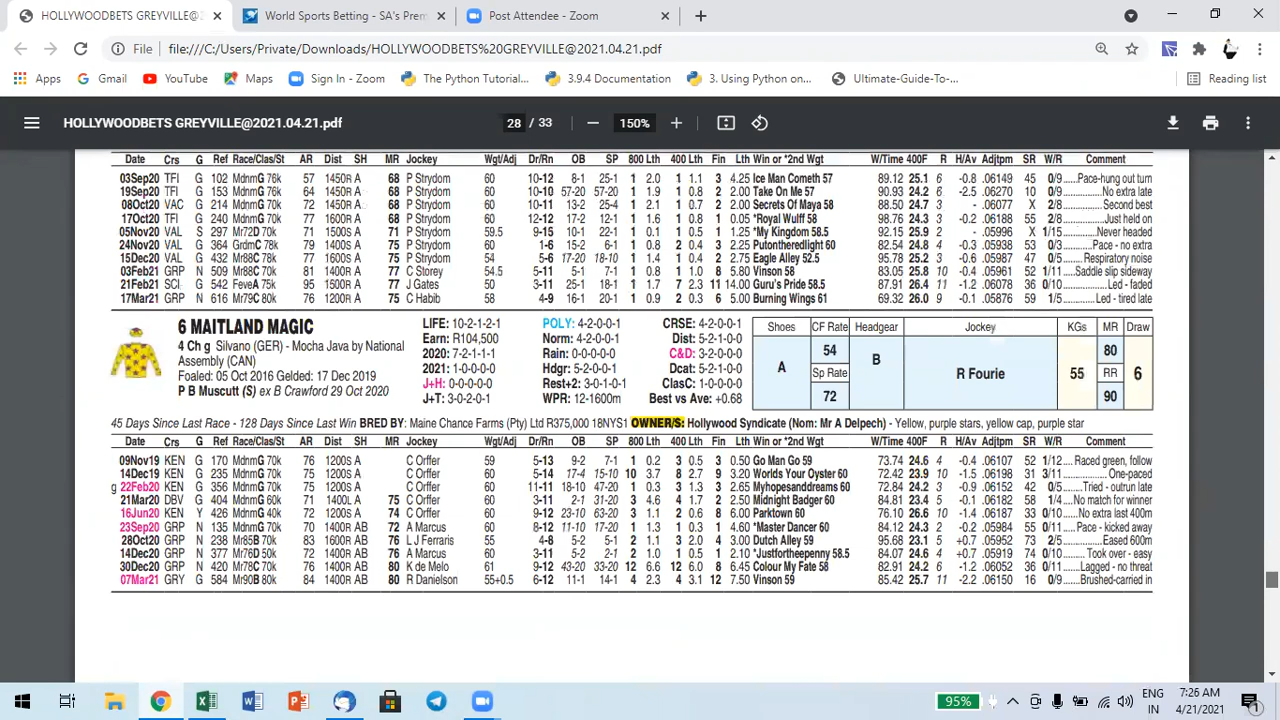 HOLLYWOODBETS GREYVILLE@202 World Sports Betting - SA's Prem Post Attendee - Zoom
File file:///C:/Users/Private/Downloads/HOLLYWOODBETS%20GREYVILLE@2021.04.21.pdf
Apps Gmail YouTube Maps Sign In - Zoom The Python Tutorial... 3.9.4 Documentation 3. Using Python on... Ultimate-Guide-To-... Reading list
HOLLYWOODBETS GREYVILLE@2021.04.21.pdf 28 / 33 150%
Date Crs G Ref Race/Clas/St AR Dist SH MR Jockey Wgt/Adj Dr/Rn OB SP 800 Lth 400 Lth Fin Lth Win or *2nd Wgt W/Time 400F R H/Av Adjtpm SR W/R Comment
03Sep20 TFI G 102 MdnmG 76k 57 1450R A 68 P Strydom 60 10-12 8-1 25-1 1 2.0 1 1.1 3 4.25 Ice Man Cometh 57 89.12 25.1 6 -0.8 .06149 45 0/9 ......Pace-hung out turn
19Sep20 TFI G 153 MdnmG 76k 64 1450R A 68 P Strydom 60 10-12 57-20 57-20 1 1.9 1 0.8 2 2.00 Take On Me 57 90.93 24.2 6 -2.5 .06270 10 0/9 ......No extra late
08Oct20 VAC G 214 MdnmG 70k 72 1450R A 68 P Strydom 60 10-11 13-2 25-4 1 2.1 1 0.7 2 2.00 Secrets Of Maya 58 88.50 24.7 3 - .06077 X 2/8 ......Second best
17Oct20 TFI G 240 MdnmG 70k 77 1600R A 68 P Strydom 60 12-12 17-2 12-1 1 1.6 1 0.8 1 0.05 *Royal Wulff 58 98.76 24.3 3 -0.2 .06188 55 2/8 ......Just held on
05Nov20 VAL S 297 Mr72D 70k 77 1500R A 68 P Strydom 59.5 9-15 10-1 22-1 1 0.1 1 0.5 1 1.25 *My Kingdom 58.5 92.15 25.9 2 - .05996 X 1/15 ......Never headed
24Nov20 VAL G 364 GrdmC 78k 79 1400R A 75 P Strydom 60 1-6 15-2 6-1 1 0.8 2 0.4 3 2.25 Putontheredlight 60 82.54 24.8 4 -0.3 .05938 53 0/3 ......Pace - no extra
15Dec20 VAL G 432 Mr88C 78k 77 1600R A 75 P Strydom 54 5-6 17-20 18-10 1 1.4 1 0.4 3 2.75 Eagle Alley 52.5 95.78 25.2 3 -0.6 .05987 47 0/5 ......Respiratory noise
03Feb21 GRP N 509 Mr88C 70k 81 1400R A 77 C Storey 54.5 5-11 5-1 7-1 1 0.8 1 1.0 8 5.80 Vinson 58 83.05 25.8 10 -0.4 .05961 52 1/11 ......Saddle slip sideway
21Feb21 SCI G 542 FeveA 75k 95 1500R A 77 J Gates 50 2-11 25-1 18-1 1 1.7 7 2.3 11 14.00 Guru's Pride 58.5 87.91 26.4 11 -1.2 .06078 36 0/10 ......Led - faded
17Mar21 GRP N 616 Mr79C 80k 76 1200R A 75 C Habib 58 4-9 16-1 20-1 1 0.9 2 0.3 6 5.00 Burning Wings 61 69.32 26.0 9 -0.1 .05876 59 1/5 ......Led - tired late
6 MAITLAND MAGIC
4 Ch g Silvano (GER) - Mocha Java by National
Assembly (CAN)
Foaled: 05 Oct 2016 Gelded: 17 Dec 2019
P B Muscutt (S) ex B Crawford 29 Oct 2020
LIFE: 10-2-1-2-1 POLY: 4-2-0-0-1 CRSE: 4-2-0-0-1
Earn: R104,500 Norm: 4-2-0-0-1 Dist: 5-2-1-0-0
2020: 7-2-1-1-1 Rain: 0-0-0-0-0 C&D: 3-2-0-0-0
2021: 1-0-0-0-0 Hdgr: 5-2-0-0-1 Dcat: 5-2-1-0-0
J+H: 0-0-0-0-0 Rest+2: 3-0-1-0-1 ClasC: 1-0-0-0-0
J+T: 3-0-2-0-1 WPR: 12-1600m Best vs Ave: +0.68
Shoes CF Rate Headgear Jockey KGs MR Draw
A 54 B R Fourie 55 80 6
Sp Rate RR
72 90
45 Days Since Last Race - 128 Days Since Last Win BRED BY: Maine Chance Farms (Pty) Ltd R375,000 18NYS1 OWNER/S: Hollywood Syndicate (Nom: Mr A Delpech) - Yellow, purple stars, yellow cap, purple star
Date Crs G Ref Race/Clas/St AR Dist SH MR Jockey Wgt/Adj Dr/Rn OB SP 800 Lth 400 Lth Fin Lth Win or *2nd Wgt W/Time 400F R H/Av Adjtpm SR W/R Comment
09Nov19 KEN G 170 MdnmG 70k 76 1200S A C Orffer 59 5-13 9-2 7-1 1 0.2 3 0.5 3 0.50 Go Man Go 59 73.74 24.6 4 -0.4 .06107 52 1/12 ......Raced green, follow
14Dec19 KEN G 235 MdnmG 70k 75 1200S A C Orffer 60 5-14 17-4 15-10 10 3.7 8 2.7 9 3.20 Worlds Your Oyster 60 72.42 23.9 10 -1.5 .06198 31 3/11 ......One-paced
g 22Feb20 KEN G 356 MdnmG 70k 75 1200S A C Orffer 60 11-11 18-10 47-20 1 0.3 3 1.3 3 2.65 Myhopesanddreams 60 72.84 24.2 3 -0.9 .06152 42 0/5 ......Tried - outrun late
21Mar20 DBV G 404 MdnmG 60k 71 1400L A 75 C Orffer 60 3-11 2-1 31-20 3 4.6 4 1.7 2 2.50 Midnight Badger 60 84.81 23.4 5 -0.1 .06182 58 1/4 ......No match for winner
16Jun20 KEN Y 426 MdnmG 40k 72 1200S A 74 C Orffer 60 2-12 23-10 63-20 3 1.1 2 0.6 8 6.00 Parktown 60 76.10 26.6 10 -1.4 .06187 33 0/10 ......No extra last 400m
23Sep20 GRP N 135 MdnmG 50k 70 1400R AB 72 A Marcus 60 8-12 11-10 17-20 1 1.3 1 0.3 1 4.60 *Master Dancer 60 84.12 24.3 2 -0.2 .05984 55 0/11 ......Pace - kicked away
28Oct20 GRP N 238 Mr85B 70k 83 1600R AB 76 L J Ferraris 55 4-8 5-2 5-1 2 1.1 2 0.4 3.00 Dutch Alley 59 95.68 23.1 5 +0.7 .05952 73 2/5 ......Eased 600m
14Dec20 GRP N 377 Mr76D 50k 72 1400R AB 76 A Marcus 60 3-11 5-2 2-1 2 1.0 1 0.5 1 2.10 *Justfortheepenny 58.5 84.07 24.6 4 +0.7 .05919 74 0/10 ......Took over - easy
30Dec20 GRP N 420 Mr78C 70k 76 1400R AB 80 K de Melo 61 9-12 43-20 33-20 12 6.6 12 6.0 8 6.45 Colour My Fate 58 82.91 24.2 6 -1.2 .06026 36 0/11 ......Lagged - no threat
07Mar21 GRY G 584 Mr90B 80k 84 1400R AB 80 R Danielson 55+0.5 6-12 11-1 14-1 4 2.3 4 3.1 12 7.50 Vinson 59 85.42 25.7 11 -2.2 .06150 16 0/9 ......Brushed-carried in
95% ENG IN 7:26 AM 4/21/2021